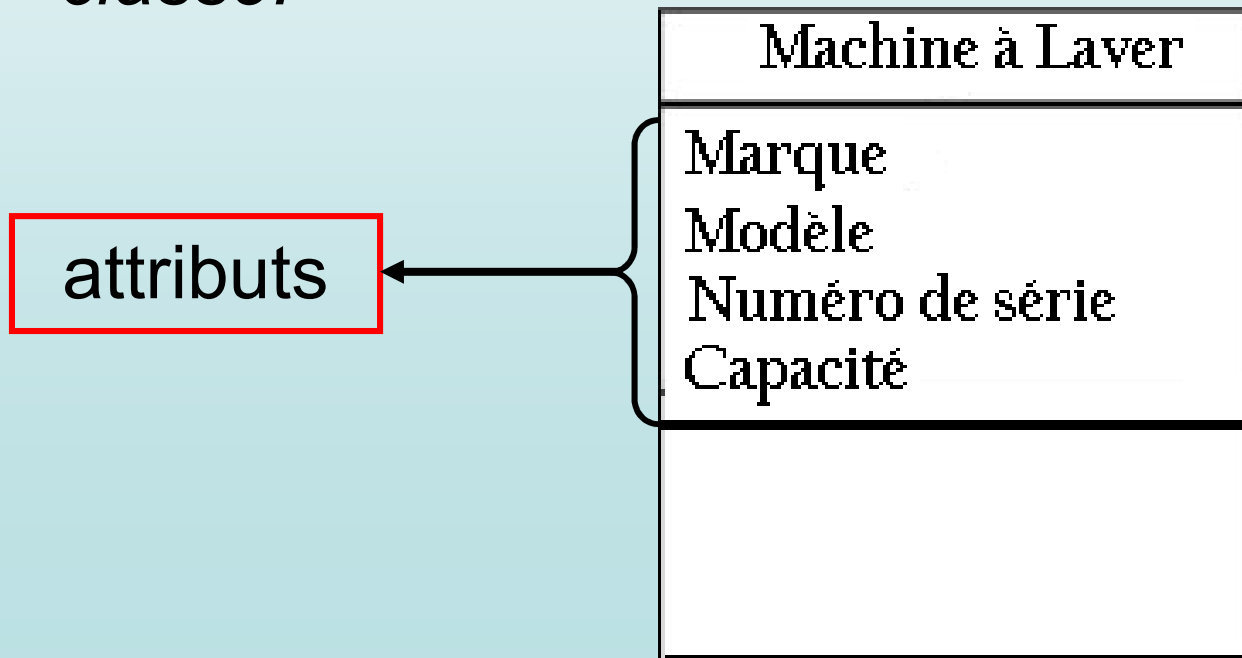 Machine à Laver
Marque
Modèle
attributs
Numéro de série
Capacité